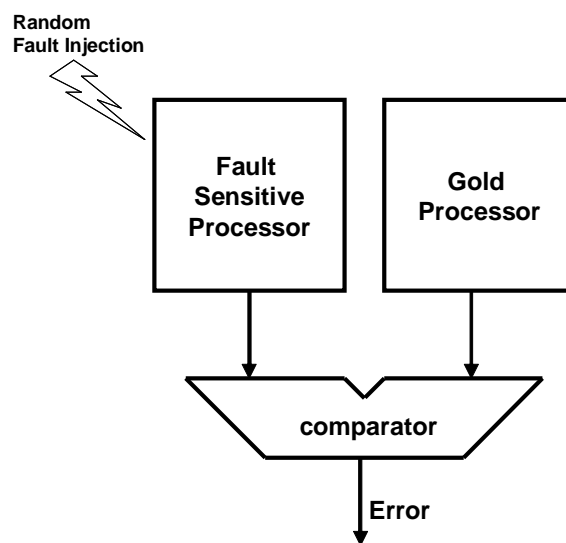 Random
Fault Injection
Fault
Sensitive
Processor
Gold
Processor
comparator
Error